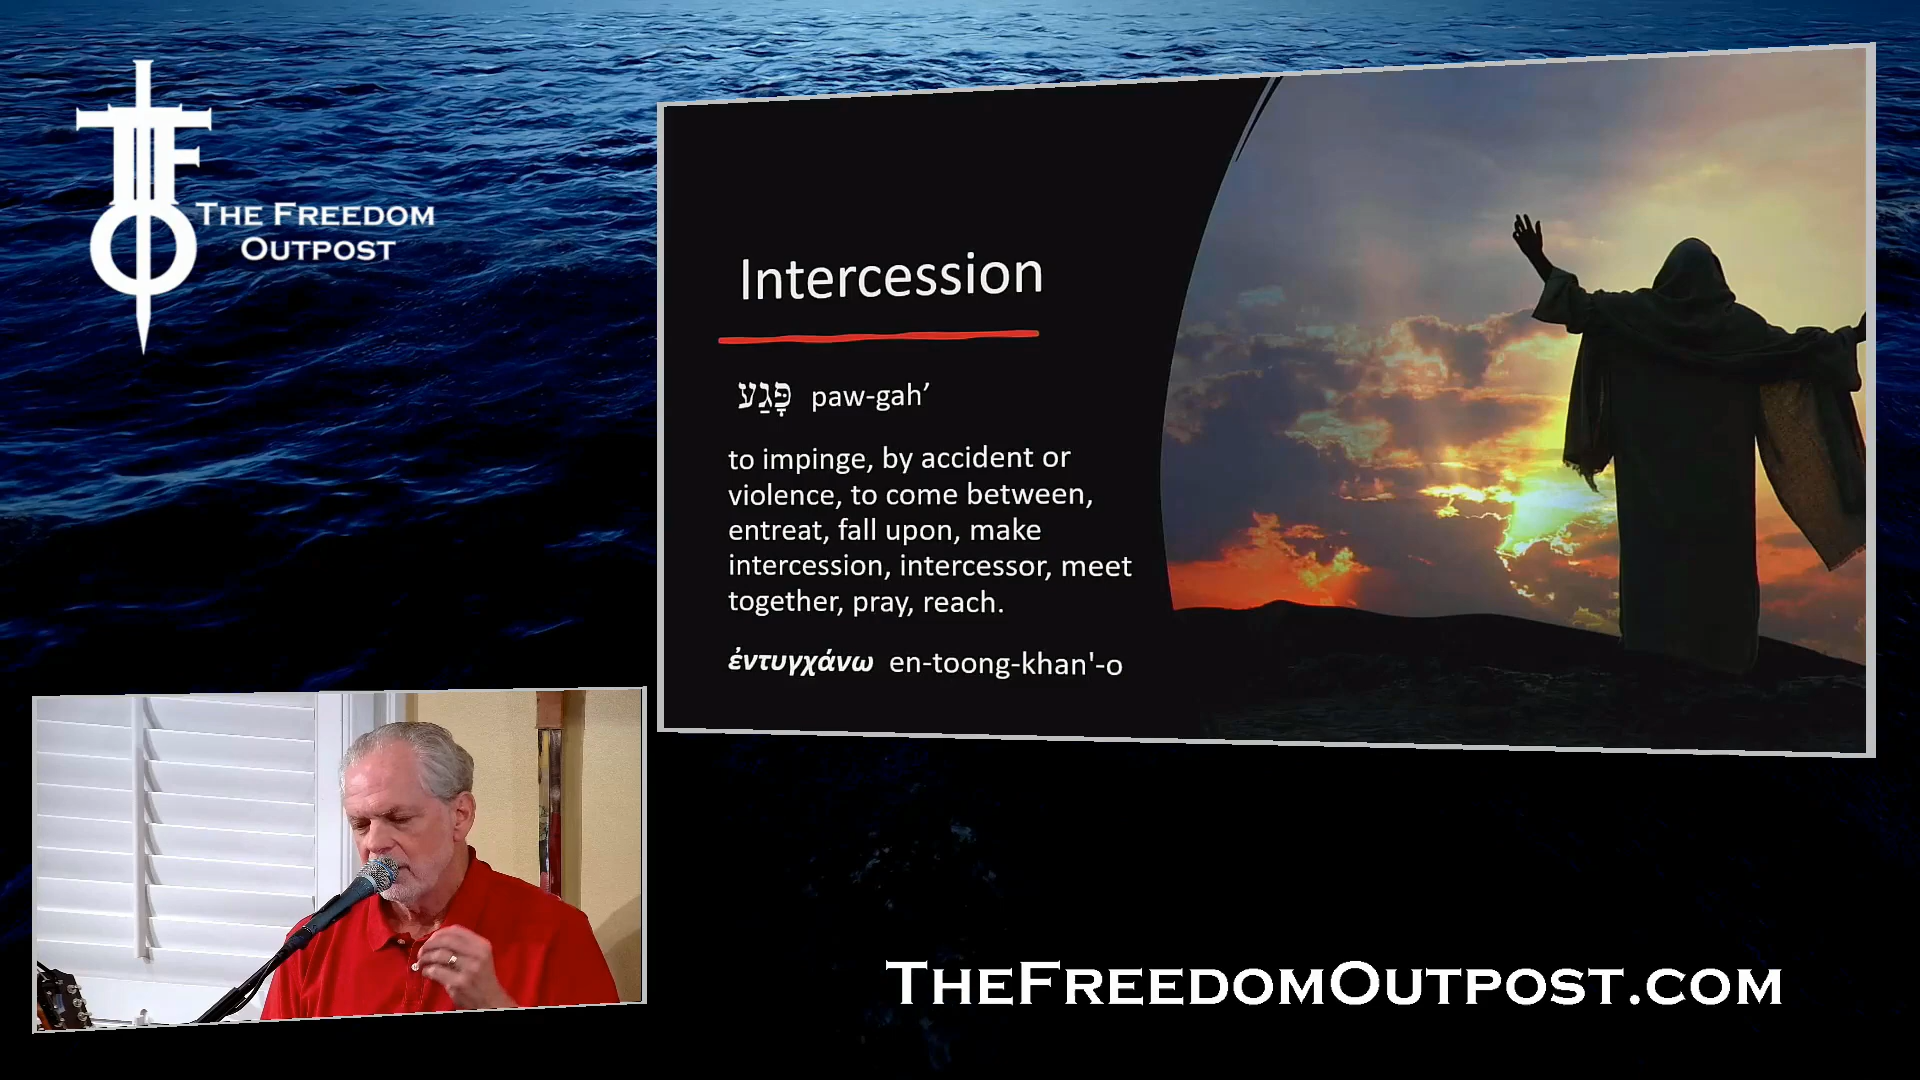 TFO
THE FREEDOM
OUTPOST
Intercession
פָּגַע paw-gah’
to impinge, by accident or
violence, to come between,
entreat, fall upon, make
intercession, intercessor, meet
together, pray, reach.
ἐντυγχάνω en-toong-khan'-o
THEFREEDOMOUTPOST.COM